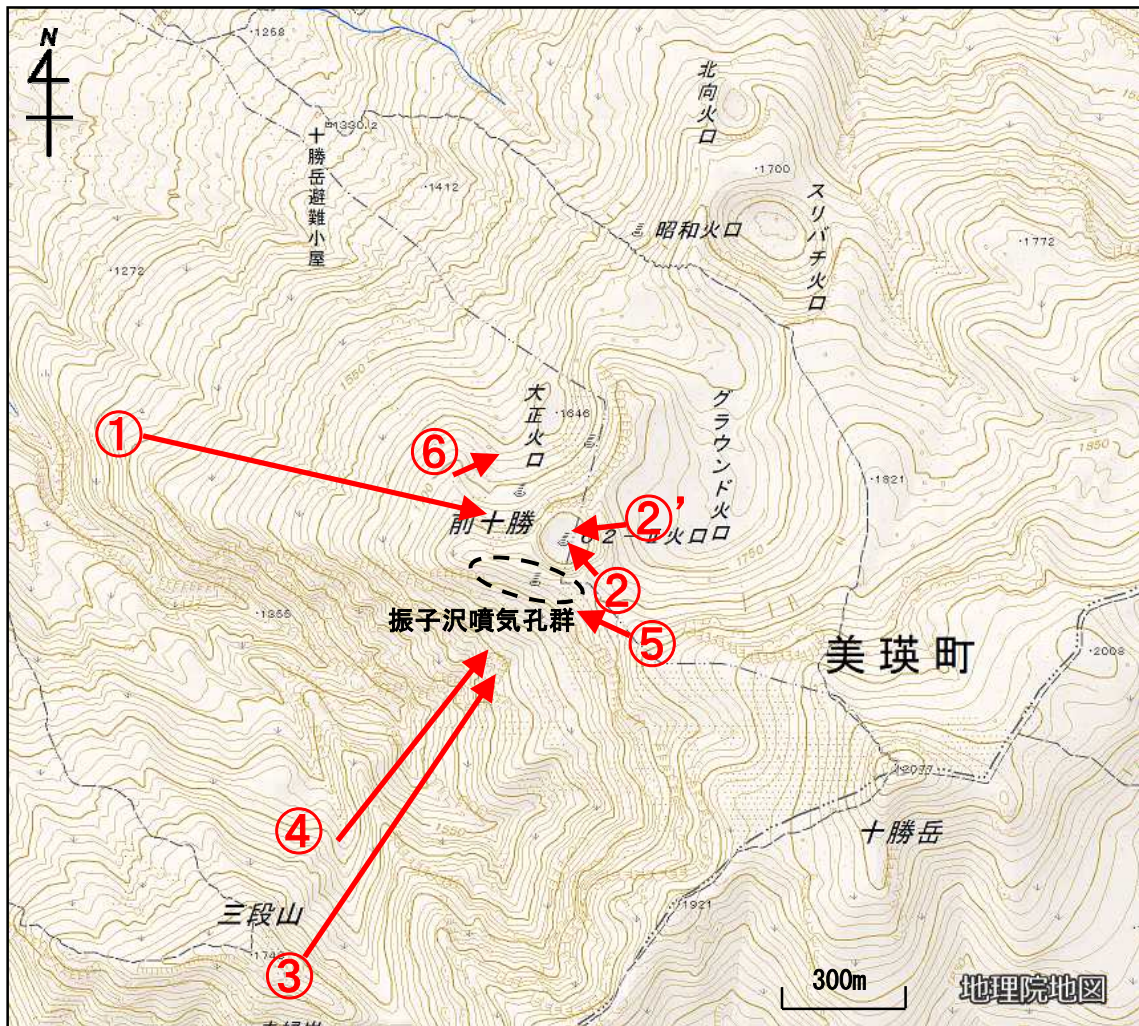 N
・1258
1330.2
十勝岳避難小屋
・1412
・1272
北向火口
・1700
スリバチ火口
昭和火口
・1772
1550
大正火口
・1646
グラウンド火口
①
⑥
1850
・1821
前十勝
②’
62-Ⅱ火口
1750
②
振子沢噴気孔群
⑤
・1355
美瑛町
・2008
④
1550
2077
十勝岳
三段山
・1921
③
300m
地理院地図